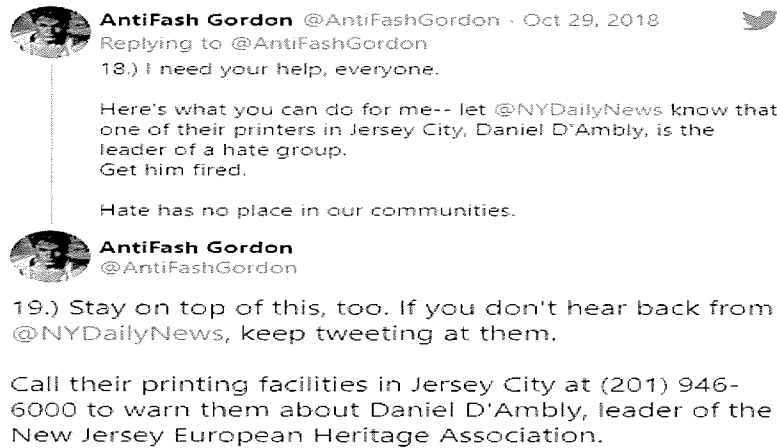 AntiFash Gordon @AntiFashGordon · Oct 29, 2018
Replying to @AntiFashGordon
18.) I need your help, everyone.
Here's what you can do for me-- let @NYDailyNews know that
one of their printers in Jersey City, Daniel D'Ambly, is the
leader of a hate group.
Get him fired.
Hate has no place in our communities.
AntiFash Gordon
@AntiFashGordon
19.) Stay on top of this, too. If you don't hear back from
@NYDailyNews, keep tweeting at them.
Call their printing facilities in Jersey City at (201) 946-
6000 to warn them about Daniel D'Ambly, leader of the
New Jersey European Heritage Association.